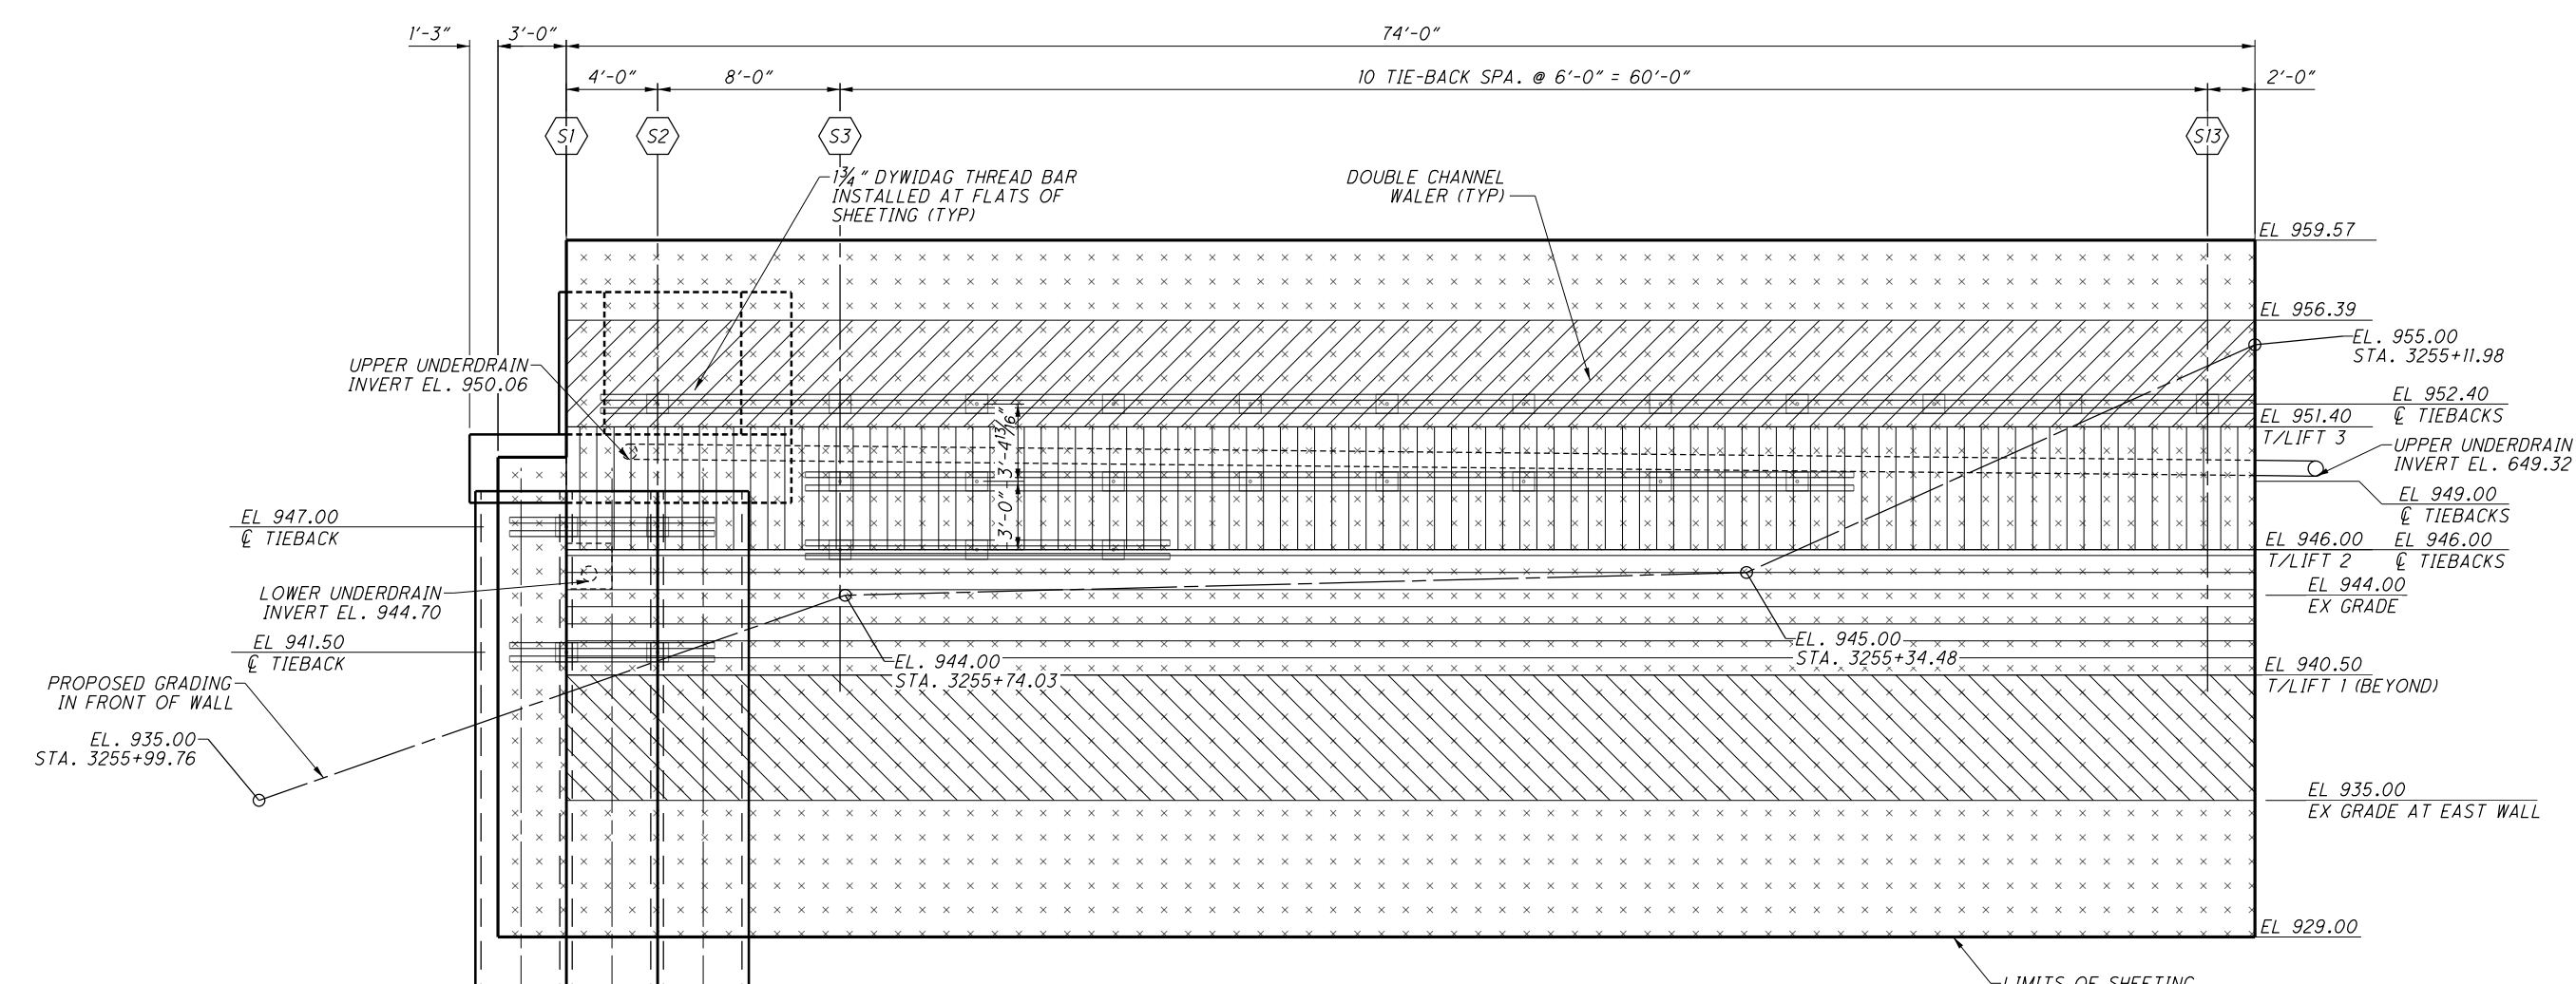 1'-3"
3'-0"
74'-0"
4'-0"
8'-0"
10 TIE-BACK SPA. @ 6'-0" = 60'-0"
2'-0"
S1
S2
S3
S13
1¾" DYWIDAG THREAD BAR
INSTALLED AT FLATS OF
SHEETING (TYP)
DOUBLE CHANNEL
WALER (TYP)
EL 959.57
EL 956.39
EL. 955.00
STA. 3255+11.98
UPPER UNDERDRAIN
INVERT EL. 950.06
EL 952.40
℄ TIEBACKS
EL 951.40
T/LIFT 3
3'-4 13/16"
UPPER UNDERDRAIN
INVERT EL. 649.32
3'-0"
EL 949.00
℄ TIEBACKS
EL 947.00
℄ TIEBACK
EL 946.00
T/LIFT 2
EL 946.00
℄ TIEBACKS
LOWER UNDERDRAIN
INVERT EL. 944.70
EL 944.00
EX GRADE
EL 941.50
℄ TIEBACK
EL. 945.00
STA. 3255+34.48
EL. 944.00
STA. 3255+74.03
EL 940.50
T/LIFT 1 (BEYOND)
PROPOSED GRADING
IN FRONT OF WALL
EL. 935.00
STA. 3255+99.76
EL 935.00
EX GRADE AT EAST WALL
EL 929.00
LIMITS OF SHEETING